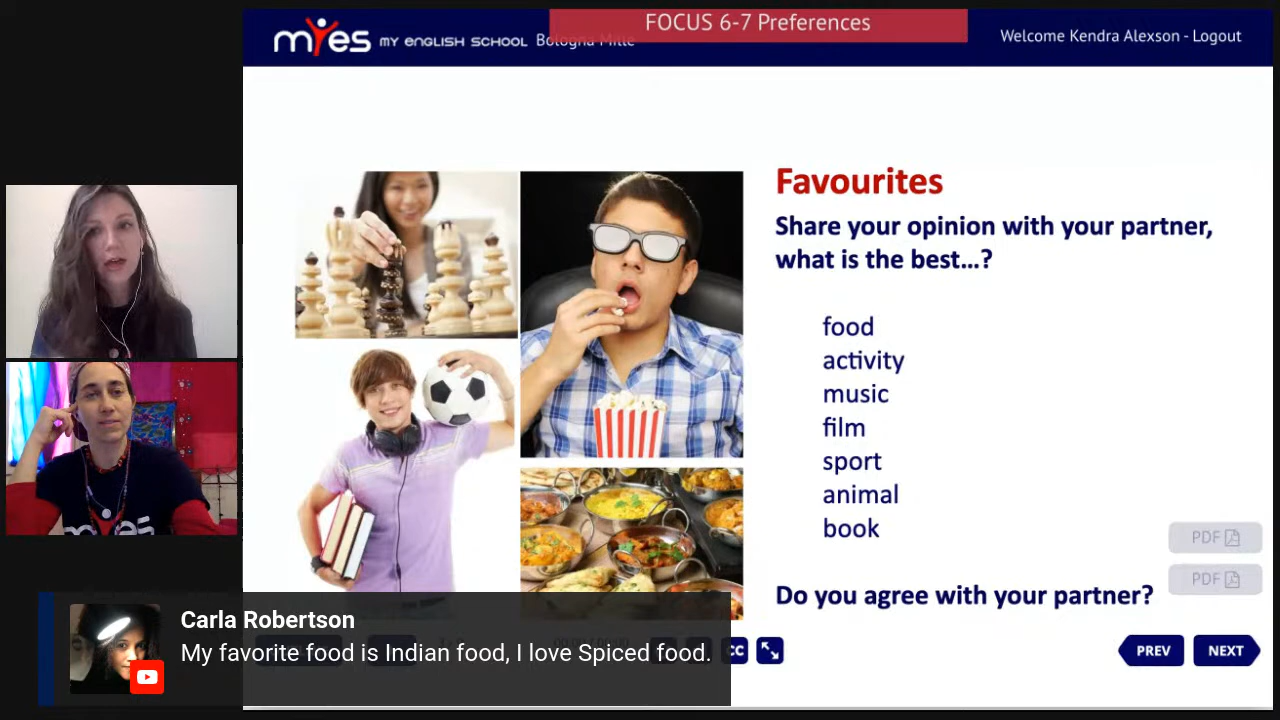 FOCUS 6-7 Preferences
mYes MY ENGLISH SCHOOL Bologna Mille
Welcome Kendra Alexson - Logout
Favourites
Share your opinion with your partner,
what is the best...?
food
activity
music
film
sport
animal
book
PDF
PDF
Do you agree with your partner?
mYes
Carla Robertson
My favorite food is Indian food, I love Spiced food.
CC
PREV
NEXT